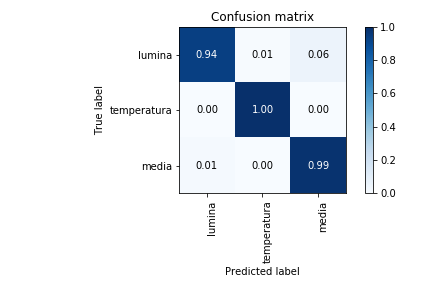 Confusion matrix
True label
lumina 0.94 0.01 0.06
temperatura 0.00 1.00 0.00
media 0.01 0.00 0.99
lumina temperatura media
Predicted label
1.0
0.8
0.6
0.4
0.2
0.0